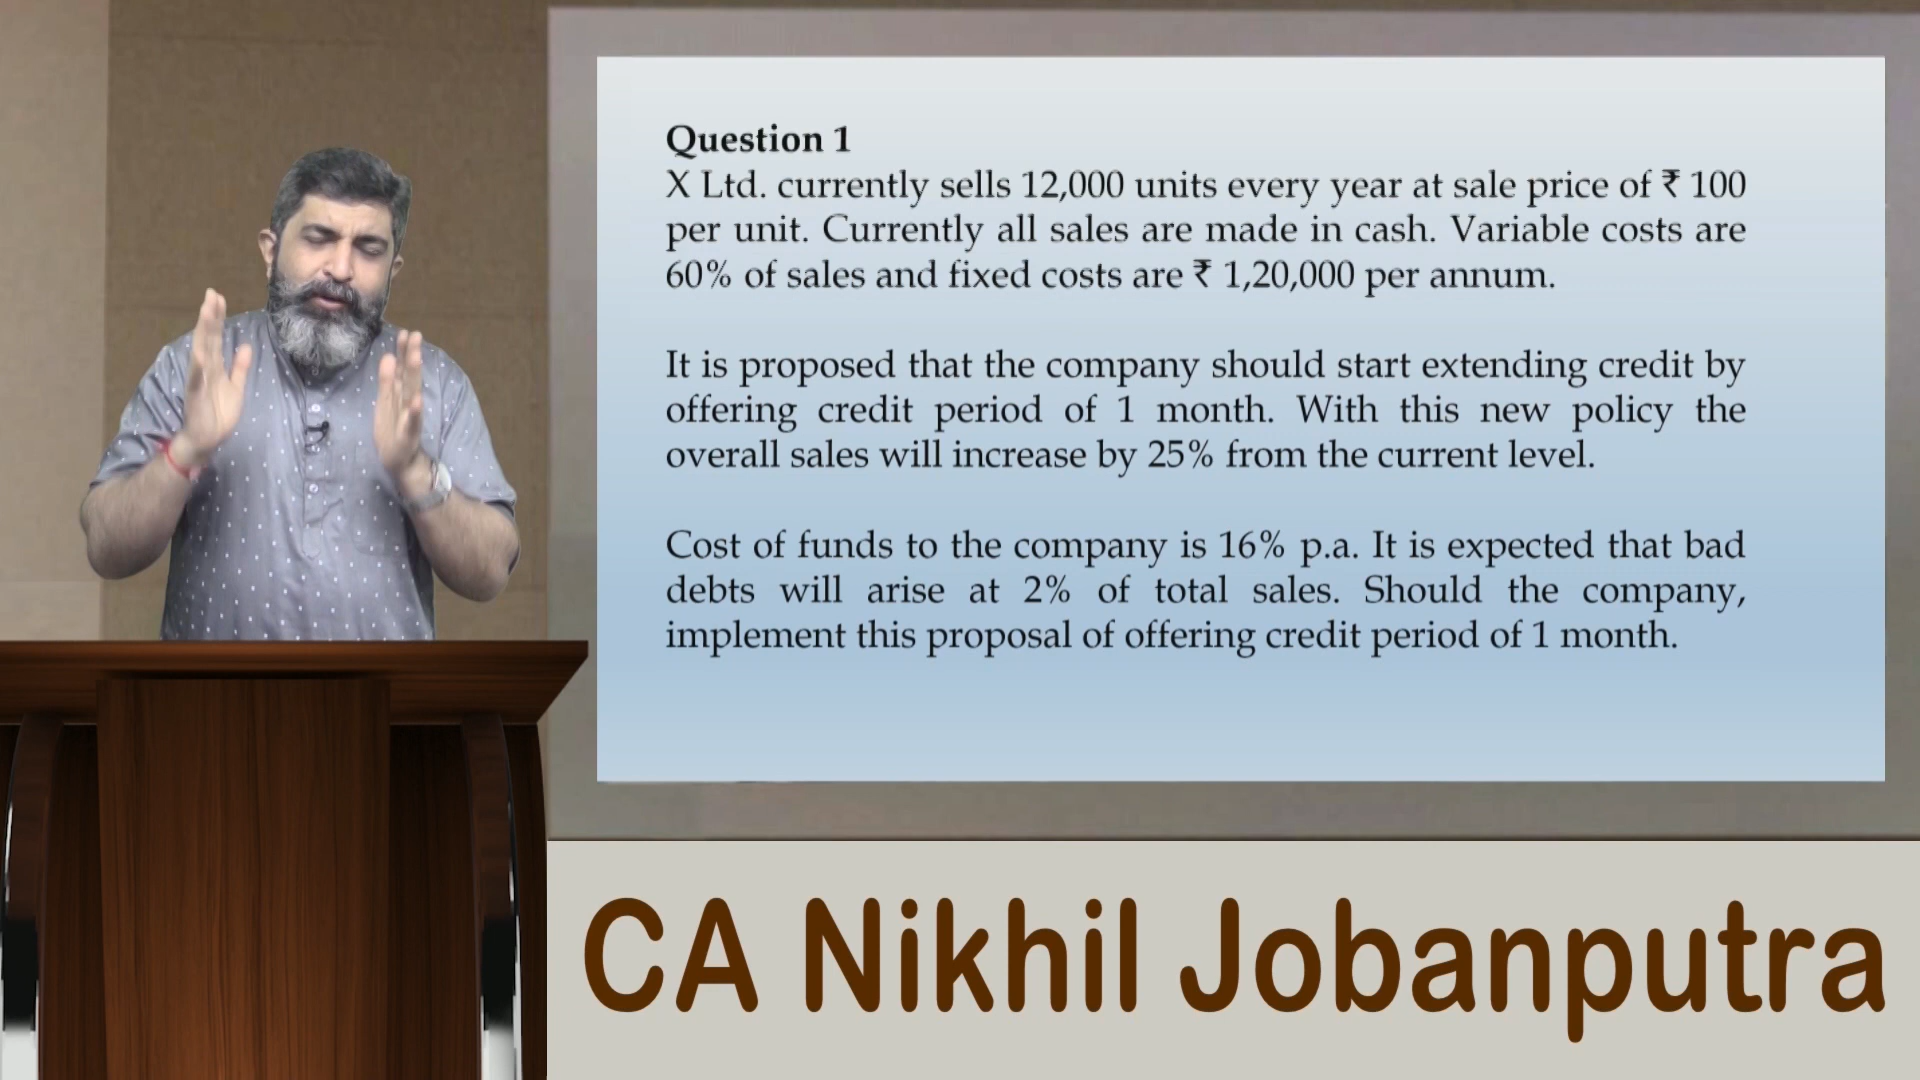 Question 1
X Ltd. currently sells 12,000 units every year at sale price of ₹ 100
per unit. Currently all sales are made in cash. Variable costs are
60% of sales and fixed costs are ₹ 1,20,000 per annum.
It is proposed that the company should start extending credit by
offering credit period of 1 month. With this new policy the
overall sales will increase by 25% from the current level.
Cost of funds to the company is 16% p.a. It is expected that bad
debts will arise at 2% of total sales. Should the company,
implement this proposal of offering credit period of 1 month.
CA Nikhil Jobanputra